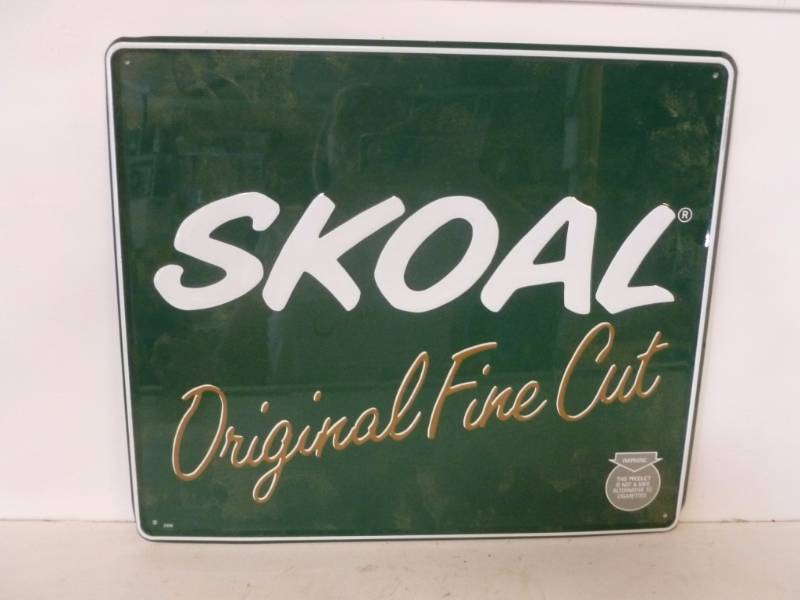 SKOAL®
Original Fine Cut
WARNING:
THIS PRODUCT
IS NOT A SAFE
ALTERNATIVE TO
CIGARETTES